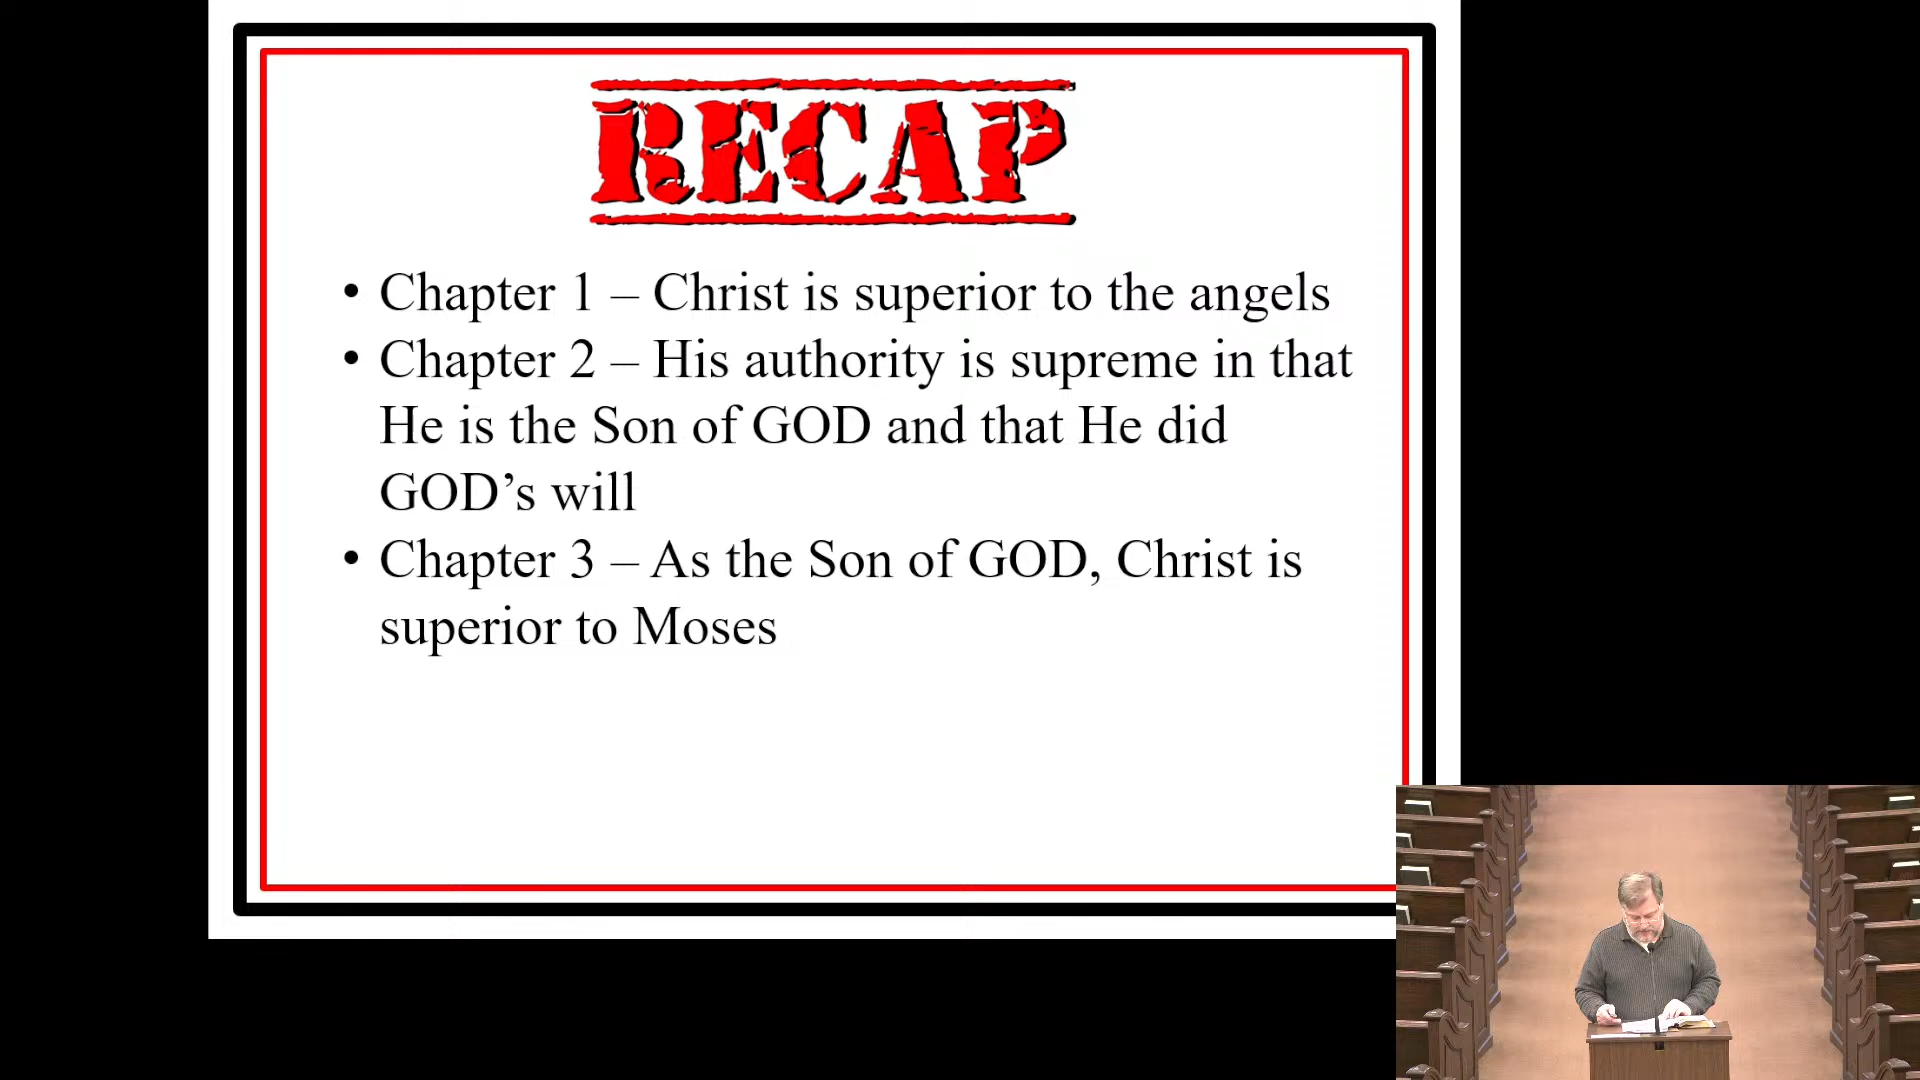 RECAP
• Chapter 1 – Christ is superior to the angels
• Chapter 2 – His authority is supreme in that
He is the Son of GOD and that He did
GOD’s will
• Chapter 3 – As the Son of GOD, Christ is
superior to Moses